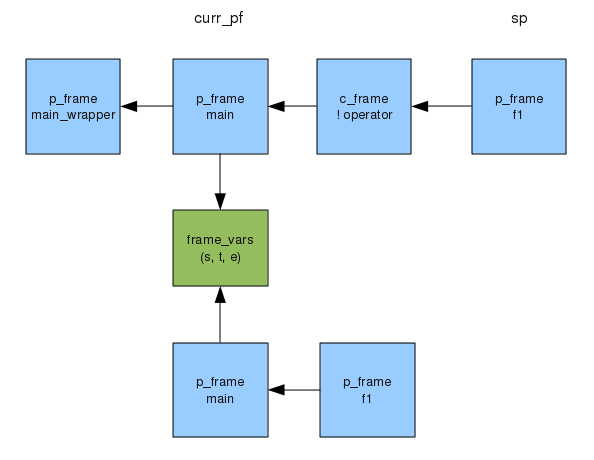 curr_pf
sp
p_frame
main_wrapper
p_frame
main
c_frame
! operator
p_frame
f1
frame_vars
(s, t, e)
p_frame
main
p_frame
f1